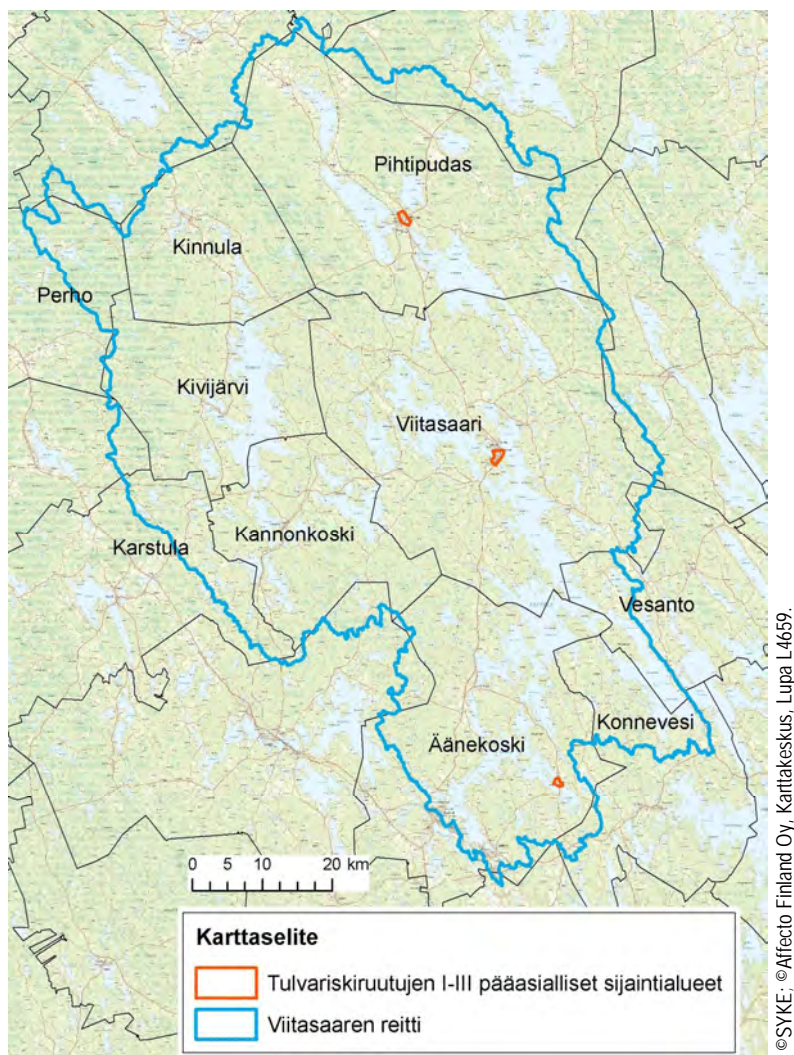 Pihtipudas
Kinnula
Perho
Kivijärvi
Viitasaari
Kannonkoski
Karstula
Vesanto
Konnevesi
Äänekoski
0 5 10 20 km
Karttaselite
Tulvariskiruutujen I-III pääasialliset sijaintialueet
Viitasaaren reitti
©SYKE; ©Affecto Finland Oy, Karttakeskus, Lupa L4659.